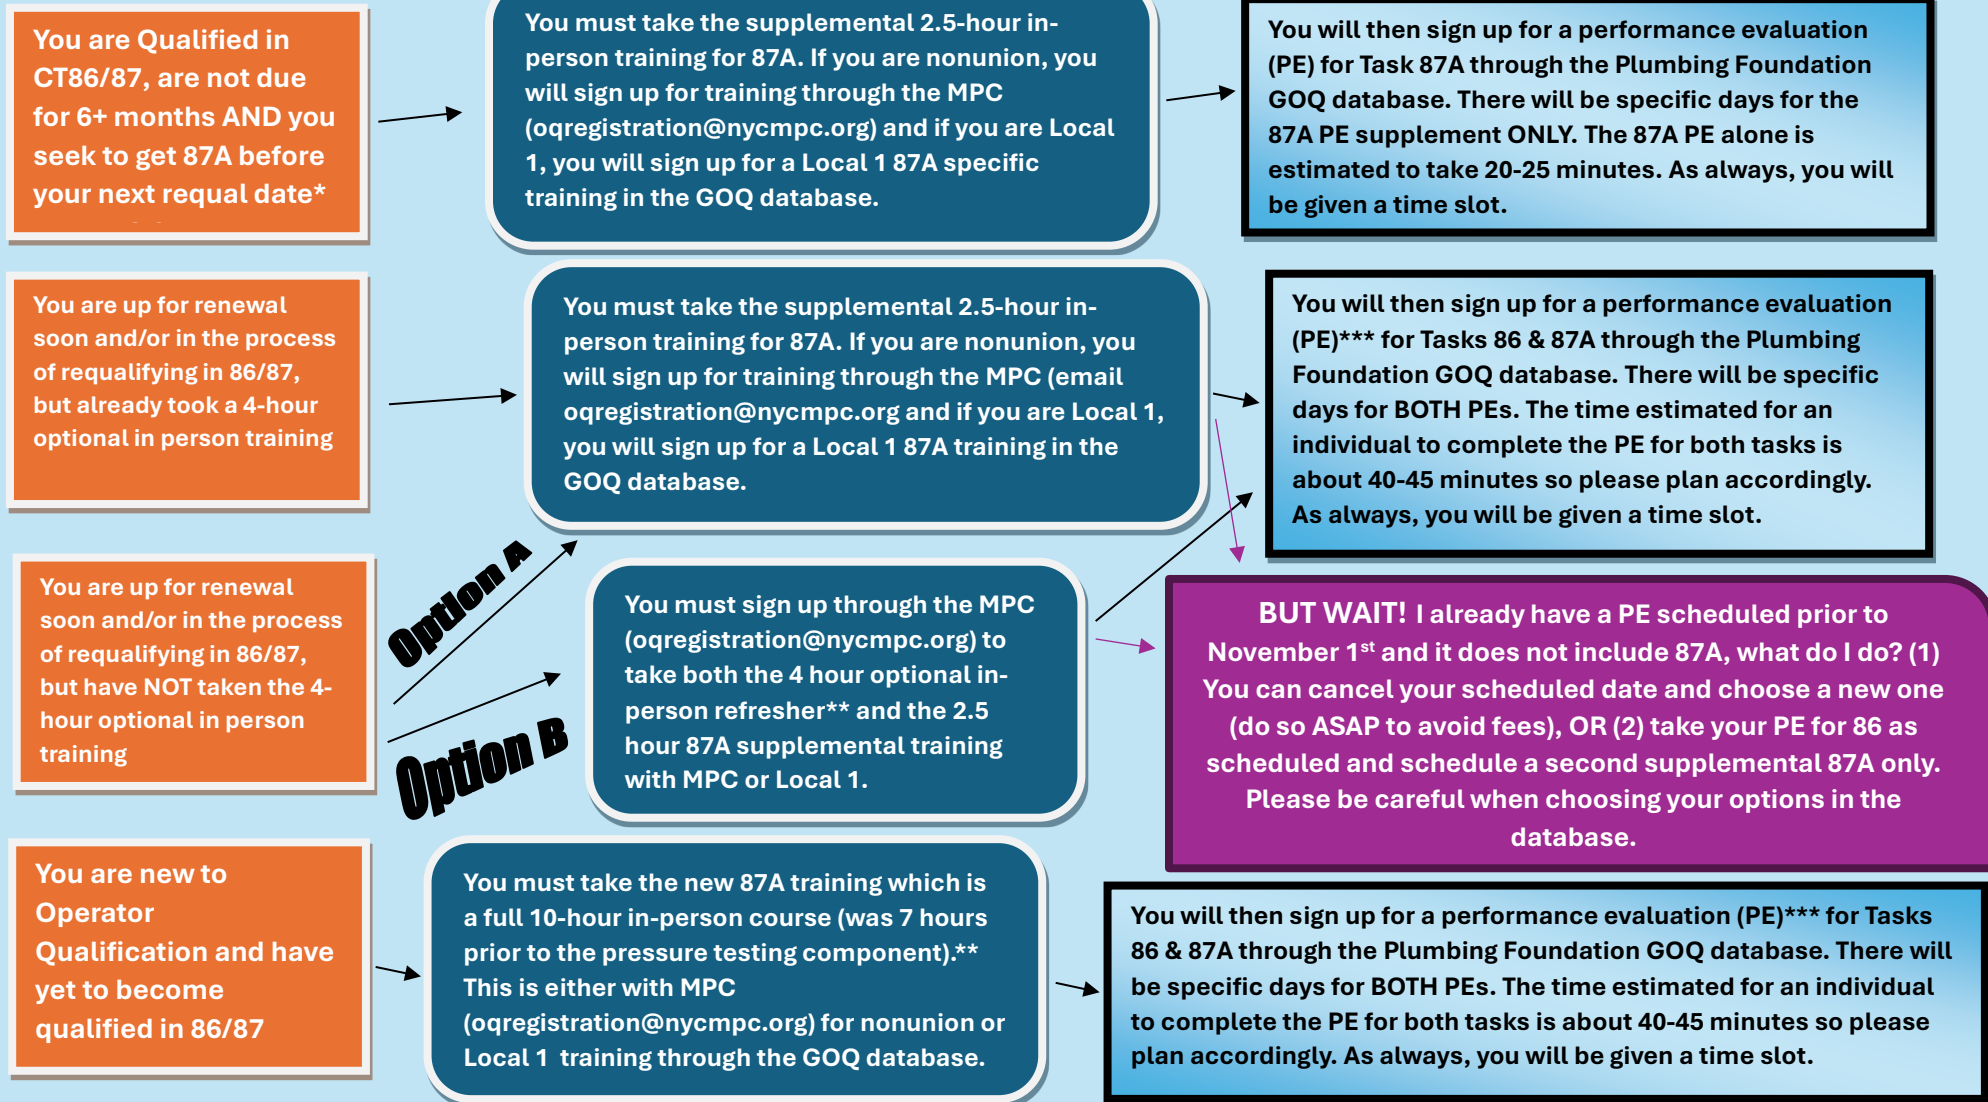 You are Qualified in
CT86/87, are not due
for 6+ months AND you
seek to get 87A before
your next requal date*
You must take the supplemental 2.5-hour in-
person training for 87A. If you are nonunion, you
will sign up for training through the MPC
(oqregistration@nycmpc.org) and if you are Local
1, you will sign up for a Local 1 87A specific
training in the GOQ database.
You will then sign up for a performance evaluation
(PE) for Task 87A through the Plumbing Foundation
GOQ database. There will be specific days for the
87A PE supplement ONLY. The 87A PE alone is
estimated to take 20-25 minutes. As always, you will
be given a time slot.
You are up for renewal
soon and/or in the process
of requalifying in 86/87,
but already took a 4-hour
optional in person training
You must take the supplemental 2.5-hour in-
person training for 87A. If you are nonunion, you
will sign up for training through the MPC (email
oqregistration@nycmpc.org and if you are Local 1,
you will sign up for a Local 1 87A training in the
GOQ database.
You will then sign up for a performance evaluation
(PE)*** for Tasks 86 & 87A through the Plumbing
Foundation GOQ database. There will be specific
days for BOTH PEs. The time estimated for an
individual to complete the PE for both tasks is
about 40-45 minutes so please plan accordingly.
As always, you will be given a time slot.
You are up for renewal
soon and/or in the process
of requalifying in 86/87,
but have NOT taken the 4-
hour optional in person
training
Option A
Option B
You must sign up through the MPC
(oqregistration@nycmpc.org) to
take both the 4 hour optional in-
person refresher** and the 2.5
hour 87A supplemental training
with MPC or Local 1.
BUT WAIT! I already have a PE scheduled prior to
November 1st and it does not include 87A, what do I do? (1)
You can cancel your scheduled date and choose a new one
(do so ASAP to avoid fees), OR (2) take your PE for 86 as
scheduled and schedule a second supplemental 87A only.
Please be careful when choosing your options in the
database.
You are new to
Operator
Qualification and have
yet to become
qualified in 86/87
You must take the new 87A training which is
a full 10-hour in-person course (was 7 hours
prior to the pressure testing component).**
This is either with MPC
(oqregistration@nycmpc.org) for nonunion or
Local 1 training through the GOQ database.
You will then sign up for a performance evaluation (PE)*** for Tasks
86 & 87A through the Plumbing Foundation GOQ database. There will
be specific days for BOTH PEs. The time estimated for an individual
to complete the PE for both tasks is about 40-45 minutes so please
plan accordingly. As always, you will be given a time slot.